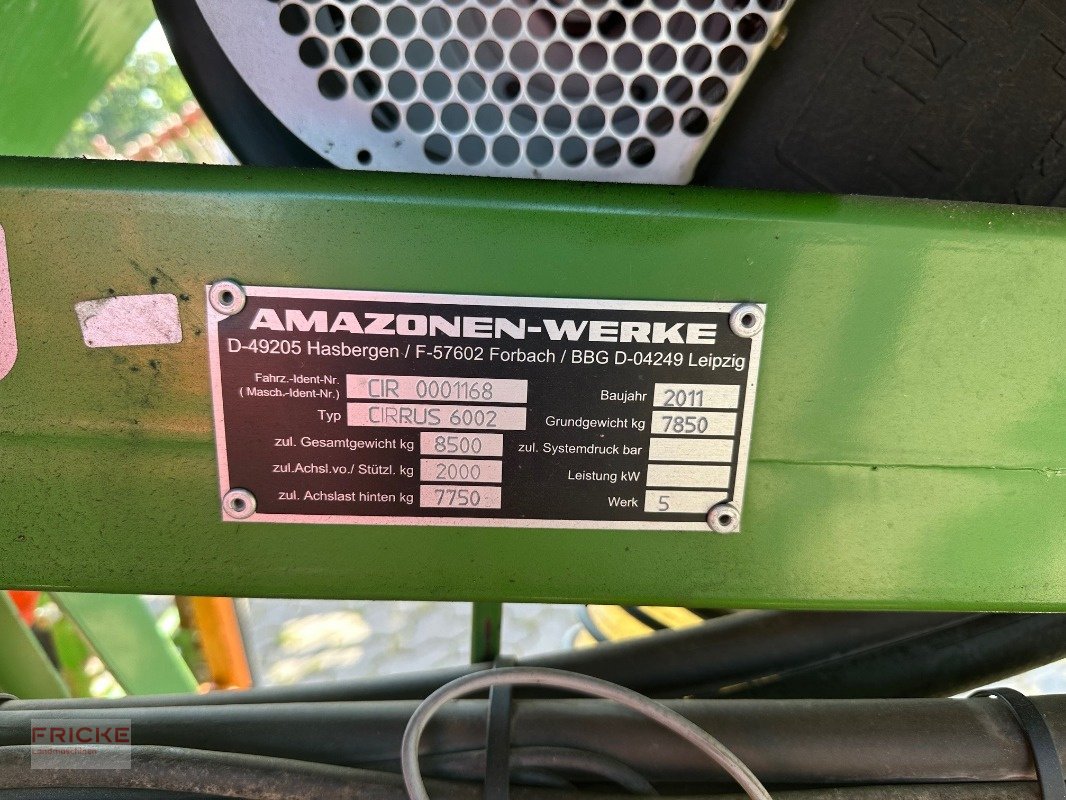 AMAZONEN-WERKE
D-49205 Hasbergen / F-57602 Forbach / BBG D-04249 Leipzig
Fahrz.-Ident-Nr.
( Masch.-Ident-Nr.) CIR 0001168
Typ CIRRUS 6002
zul. Gesamtgewicht kg 8500
zul.Achsl.vo./ Stützl. kg 2000
zul. Achslast hinten kg 7750
Baujahr 2011
Grundgewicht kg 7850
zul. Systemdruck bar
Leistung kW
Werk 5
FRICKE
Landmaschinen